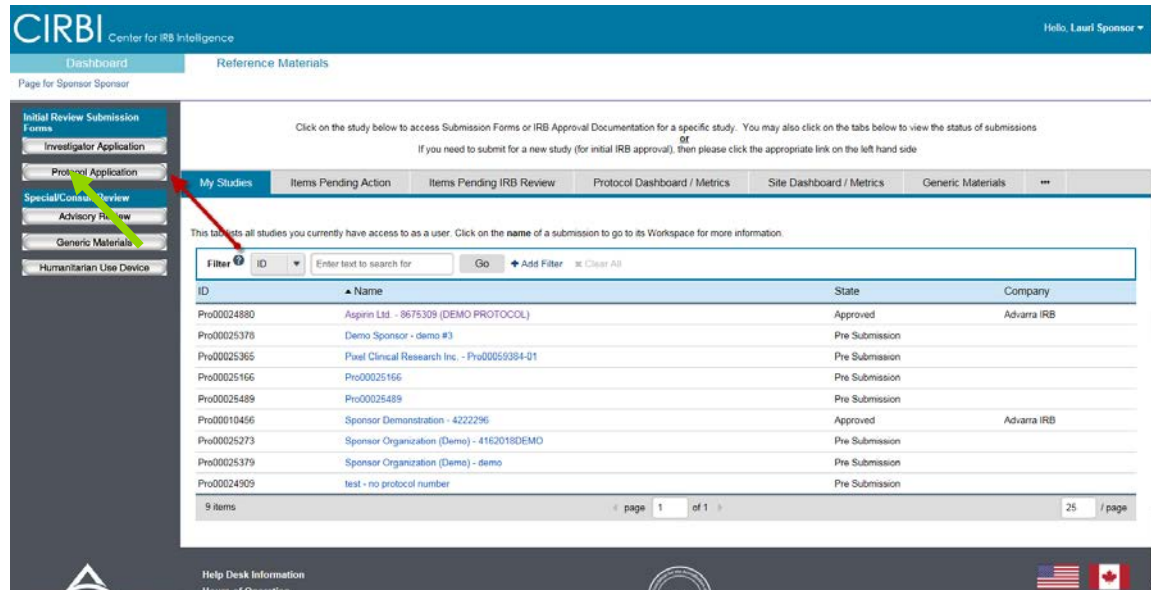 CIRBI Center for IRB Intelligence
Hello, Lauri Sponsor
Dashboard Reference Materials
Page for Sponsor Sponsor
Initial Review Submission
Forms
Investigator Application
Protocol Application
Special/Consult Review
Advisory Review
Generic Materials
Humanitarian Use Device
Click on the study below to access Submission Forms or IRB Approval Documentation for a specific study. You may also click on the tabs below to view the status of submissions
or
If you need to submit for a new study (for initial IRB approval), then please click the appropriate link on the left hand side
My Studies Items Pending Action Items Pending IRB Review Protocol Dashboard / Metrics Site Dashboard / Metrics Generic Materials •••
This tab lists all studies you currently have access to as a user. Click on the name of a submission to go to its Workspace for more information.
Filter ? ID Enter text to search for Go + Add Filter × Clear All
ID Name State Company
Pro00024880 Aspirin Ltd. - 8675309 (DEMO PROTOCOL) Approved Advarra IRB
Pro00025378 Demo Sponsor - demo #3 Pre Submission
Pro00025365 Pixel Clinical Research Inc. - Pro00059384-01 Pre Submission
Pro00025166 Pro00025166 Pre Submission
Pro00025489 Pro00025489 Pre Submission
Pro00010456 Sponsor Demonstration - 4222296 Approved Advarra IRB
Pro00025273 Sponsor Organization (Demo) - 4162018DEMO Pre Submission
Pro00025379 Sponsor Organization (Demo) - demo Pre Submission
Pro00024909 test - no protocol number Pre Submission
9 items page 1 of 1 25 / page
Help Desk Information